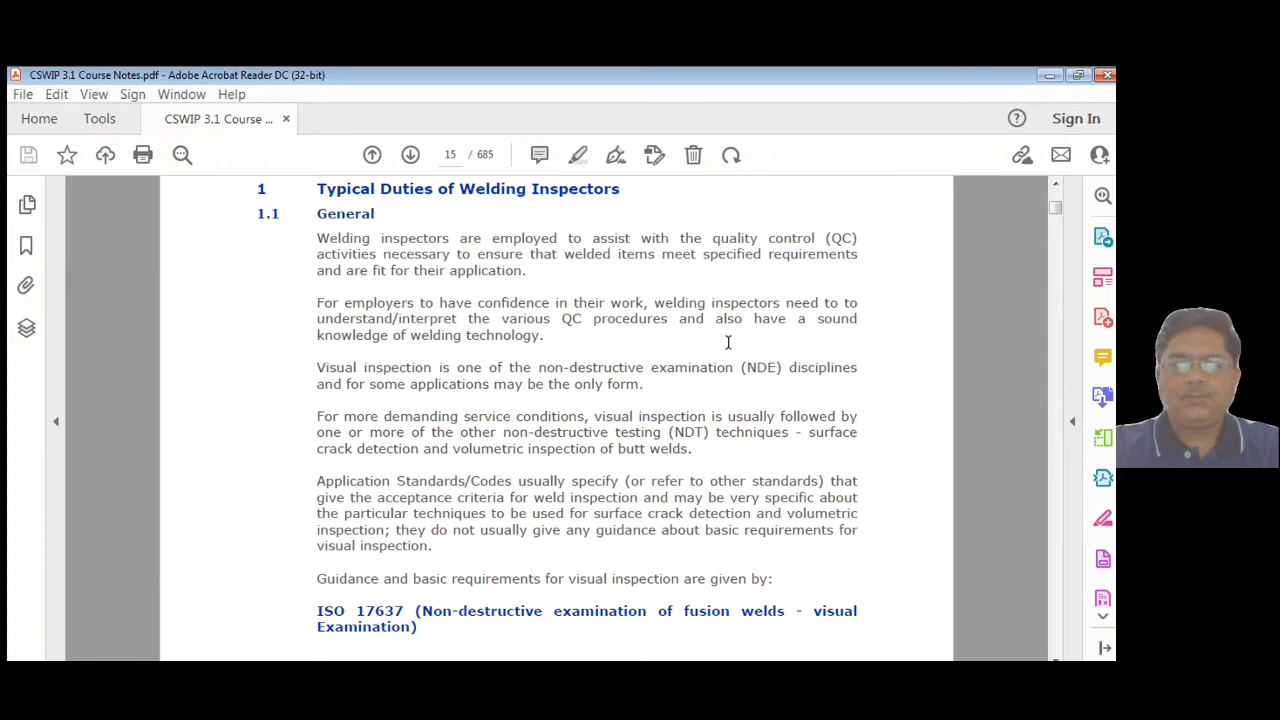 CSWIP 3.1 Course Notes.pdf - Adobe Acrobat Reader DC (32-bit)
File Edit View Sign Window Help
Home Tools CSWIP 3.1 Course ... × Sign In
15 / 685
1 Typical Duties of Welding Inspectors
1.1 General
Welding inspectors are employed to assist with the quality control (QC)
activities necessary to ensure that welded items meet specified requirements
and are fit for their application.
For employers to have confidence in their work, welding inspectors need to to
understand/interpret the various QC procedures and also have a sound
knowledge of welding technology.
Visual inspection is one of the non-destructive examination (NDE) disciplines
and for some applications may be the only form.
For more demanding service conditions, visual inspection is usually followed by
one or more of the other non-destructive testing (NDT) techniques - surface
crack detection and volumetric inspection of butt welds.
Application Standards/Codes usually specify (or refer to other standards) that
give the acceptance criteria for weld inspection and may be very specific about
the particular techniques to be used for surface crack detection and volumetric
inspection; they do not usually give any guidance about basic requirements for
visual inspection.
Guidance and basic requirements for visual inspection are given by:
ISO 17637 (Non-destructive examination of fusion welds - visual
Examination)